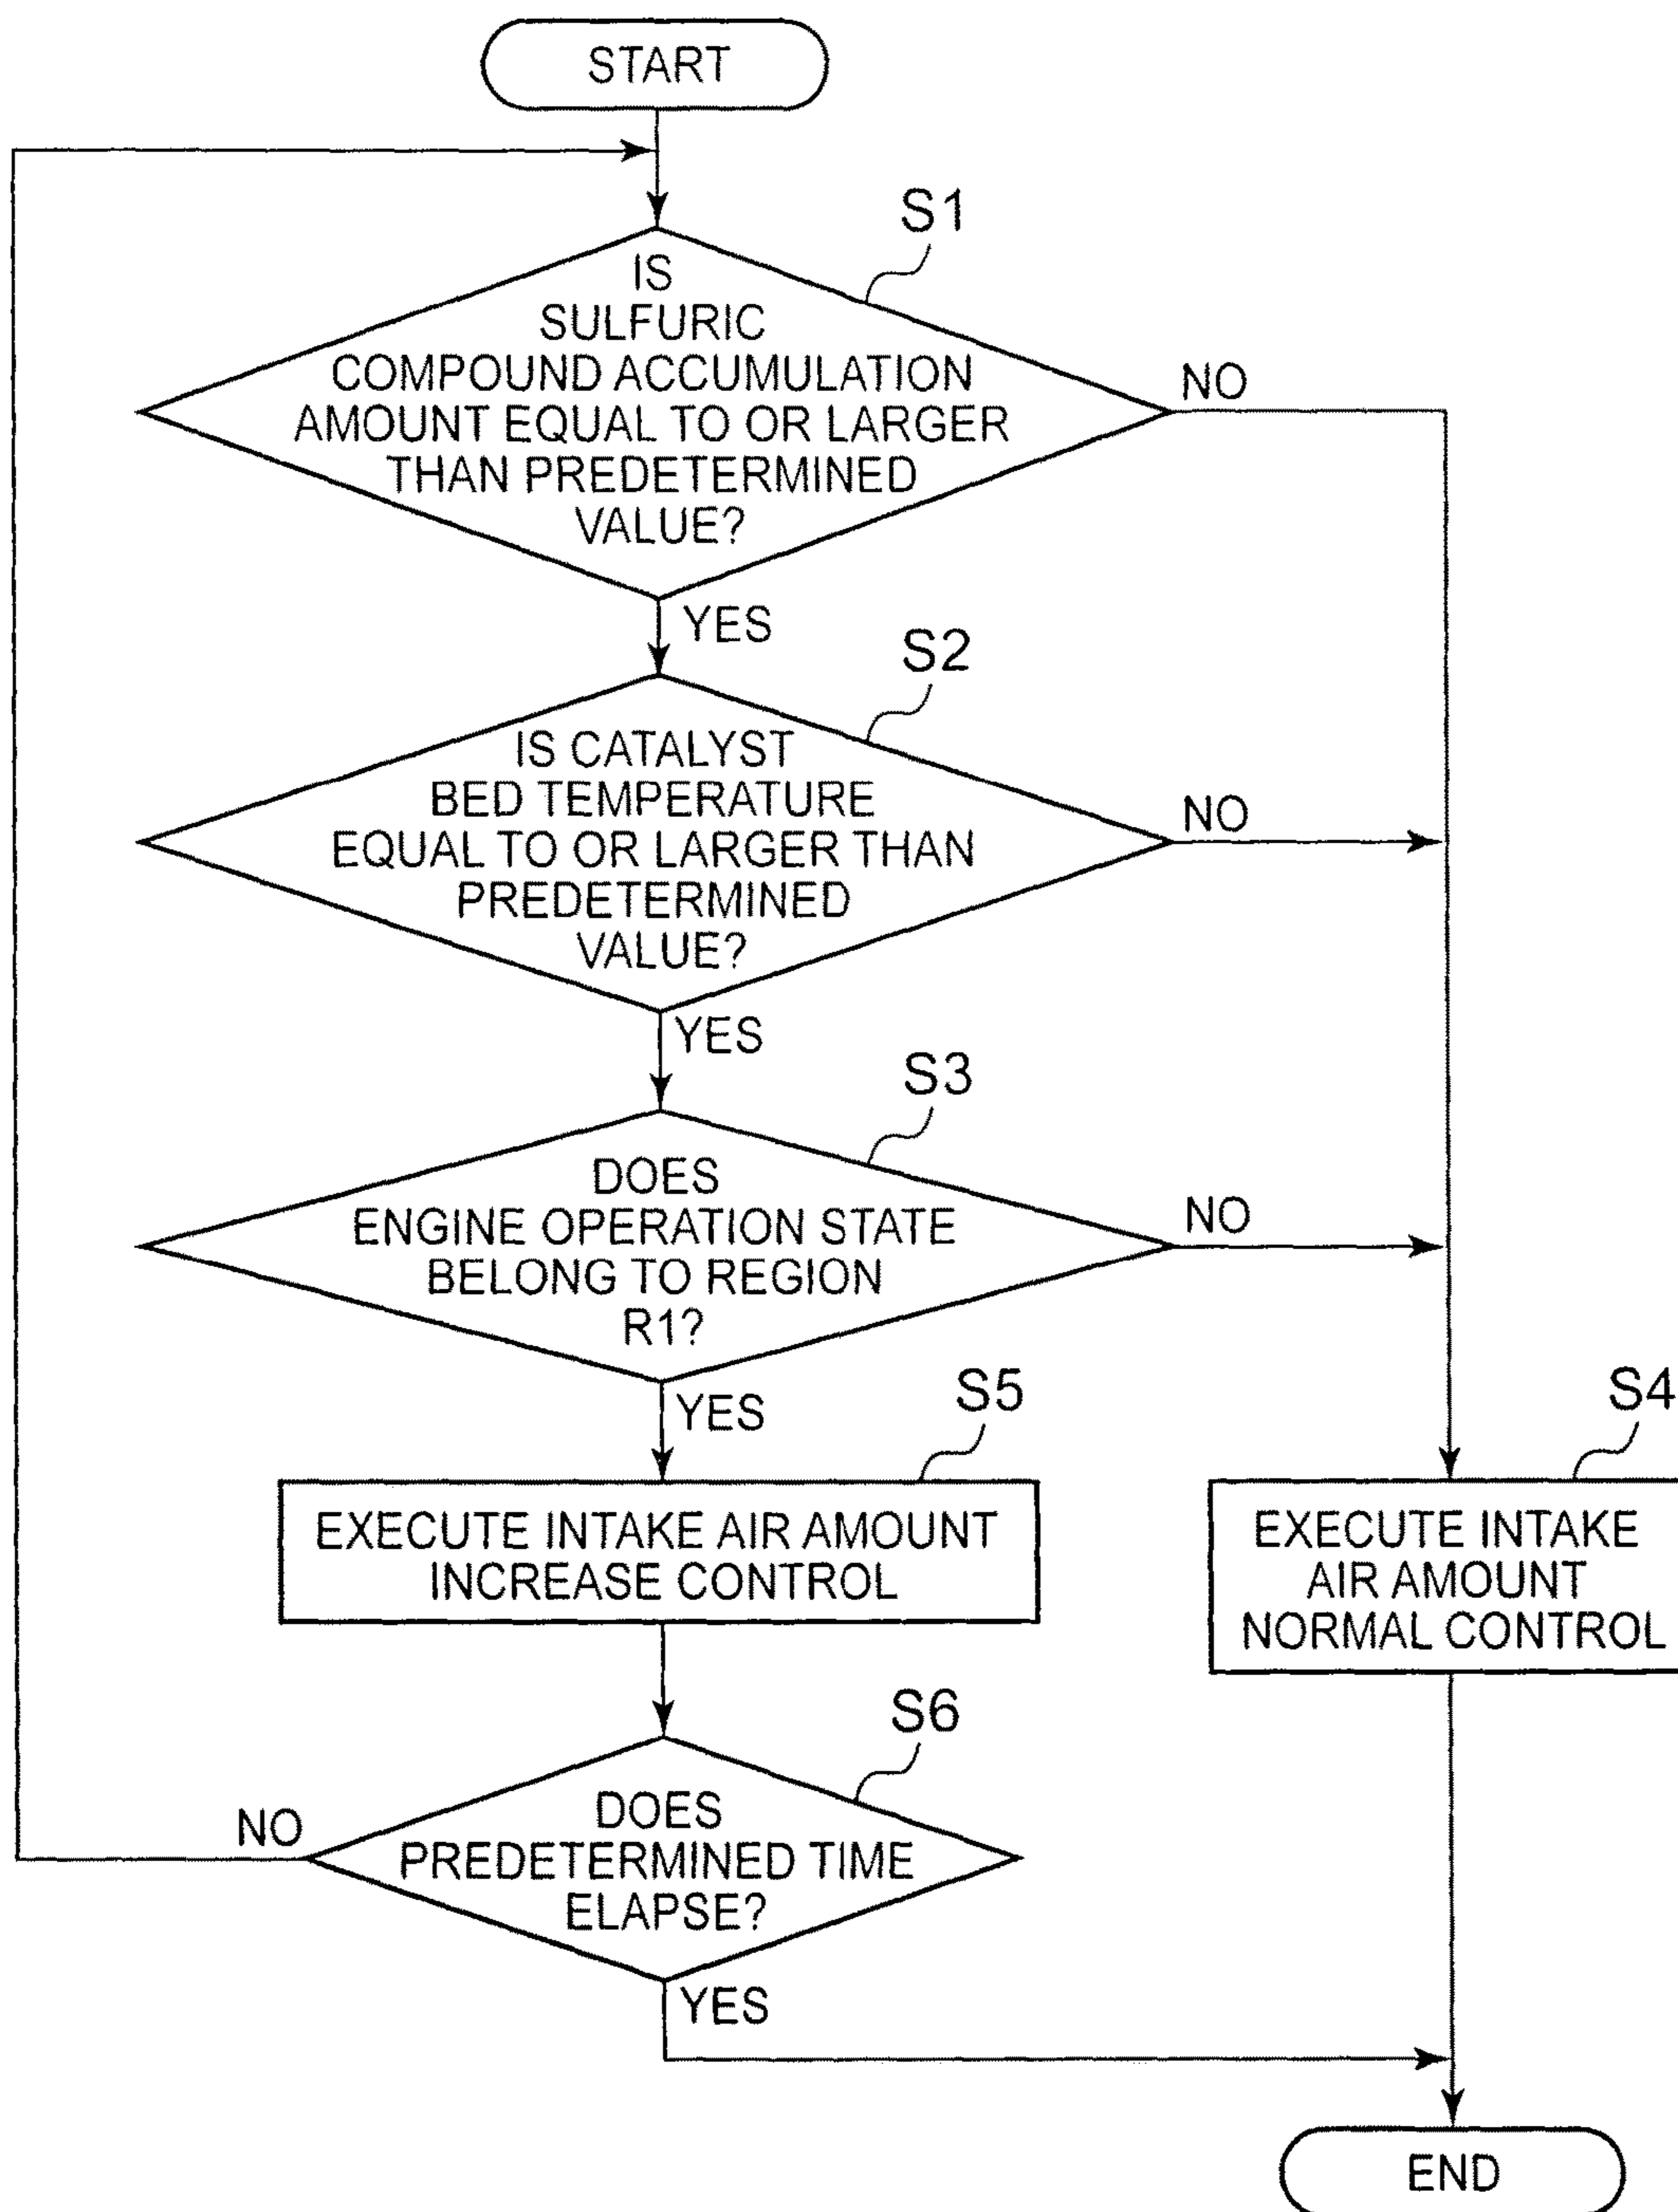 START
S1
IS
SULFURIC
COMPOUND ACCUMULATION
AMOUNT EQUAL TO OR LARGER
THAN PREDETERMINED
VALUE?
NO
YES
S2
IS CATALYST
BED TEMPERATURE
EQUAL TO OR LARGER THAN
PREDETERMINED
VALUE?
NO
YES
S3
DOES
ENGINE OPERATION STATE
BELONG TO REGION
R1?
NO
YES
S5
EXECUTE INTAKE AIR AMOUNT
INCREASE CONTROL
S4
EXECUTE INTAKE
AIR AMOUNT
NORMAL CONTROL
S6
DOES
PREDETERMINED TIME
ELAPSE?
NO
YES
END